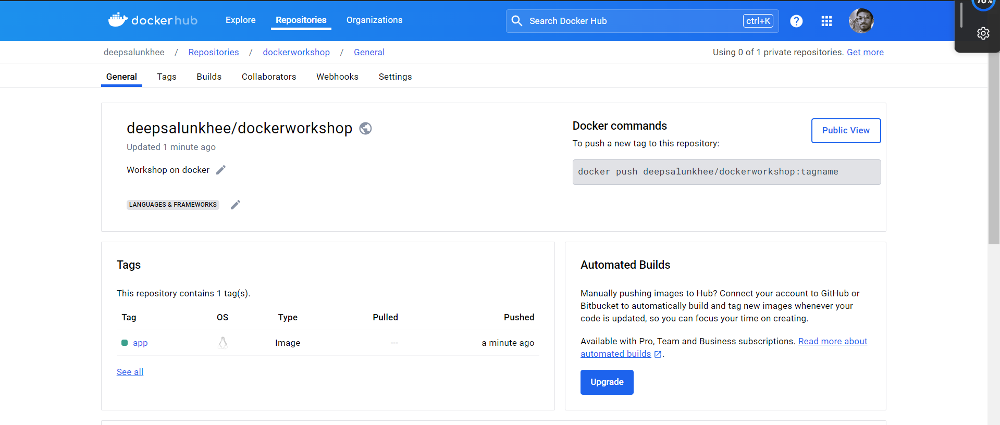 docker hub
Explore
Repositories
Organizations
Search Docker Hub
ctrl+K
deepsalunkhee / Repositories / dockerworkshop / General
Using 0 of 1 private repositories. Get more
General
Tags
Builds
Collaborators
Webhooks
Settings
deepsalunkhee/dockerworkshop
Updated 1 minute ago
Workshop on docker
LANGUAGES & FRAMEWORKS
Docker commands
Public View
To push a new tag to this repository:
docker push deepsalunkhee/dockerworkshop:tagname
Tags
This repository contains 1 tag(s).
Tag OS Type Pulled Pushed
app Image --- a minute ago
See all
Automated Builds
Manually pushing images to Hub? Connect your account to GitHub or
Bitbucket to automatically build and tag new images whenever your
code is updated, so you can focus your time on creating.
Available with Pro, Team and Business subscriptions. Read more about
automated builds .
Upgrade